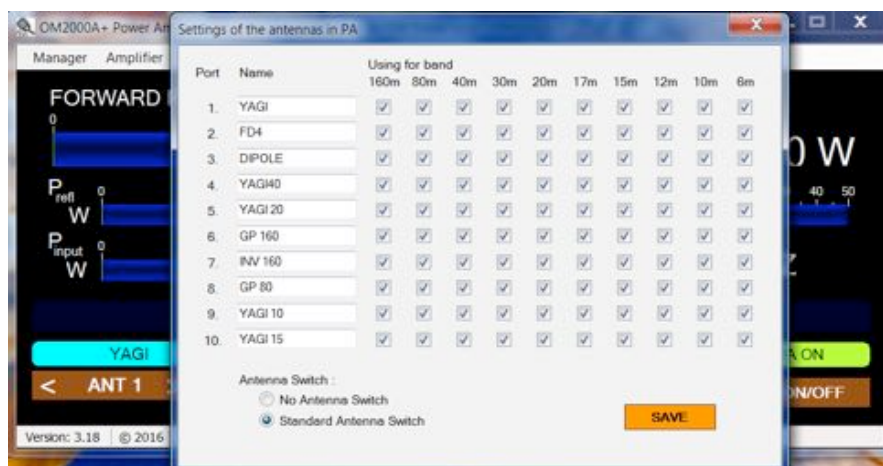 OM2000A+ Power Am
Settings of the antennas in PA
X
Manager Amplifier
FORWARD
0
P refl 0
W
P input 0
W
YAGI
< ANT 1
Version: 3.18 © 2016
Port Name Using for band
160m 80m 40m 30m 20m 17m 15m 12m 10m 6m
1. YAGI
2. FD4
3. DIPOLE
4. YAGI40
5. YAGI 20
6. GP 160
7. INV 160
8. GP 80
9. YAGI 10
10. YAGI 15
Antenna Switch :
No Antenna Switch
Standard Antenna Switch
SAVE
0 W
40 50
Z
A ON
ON/OFF